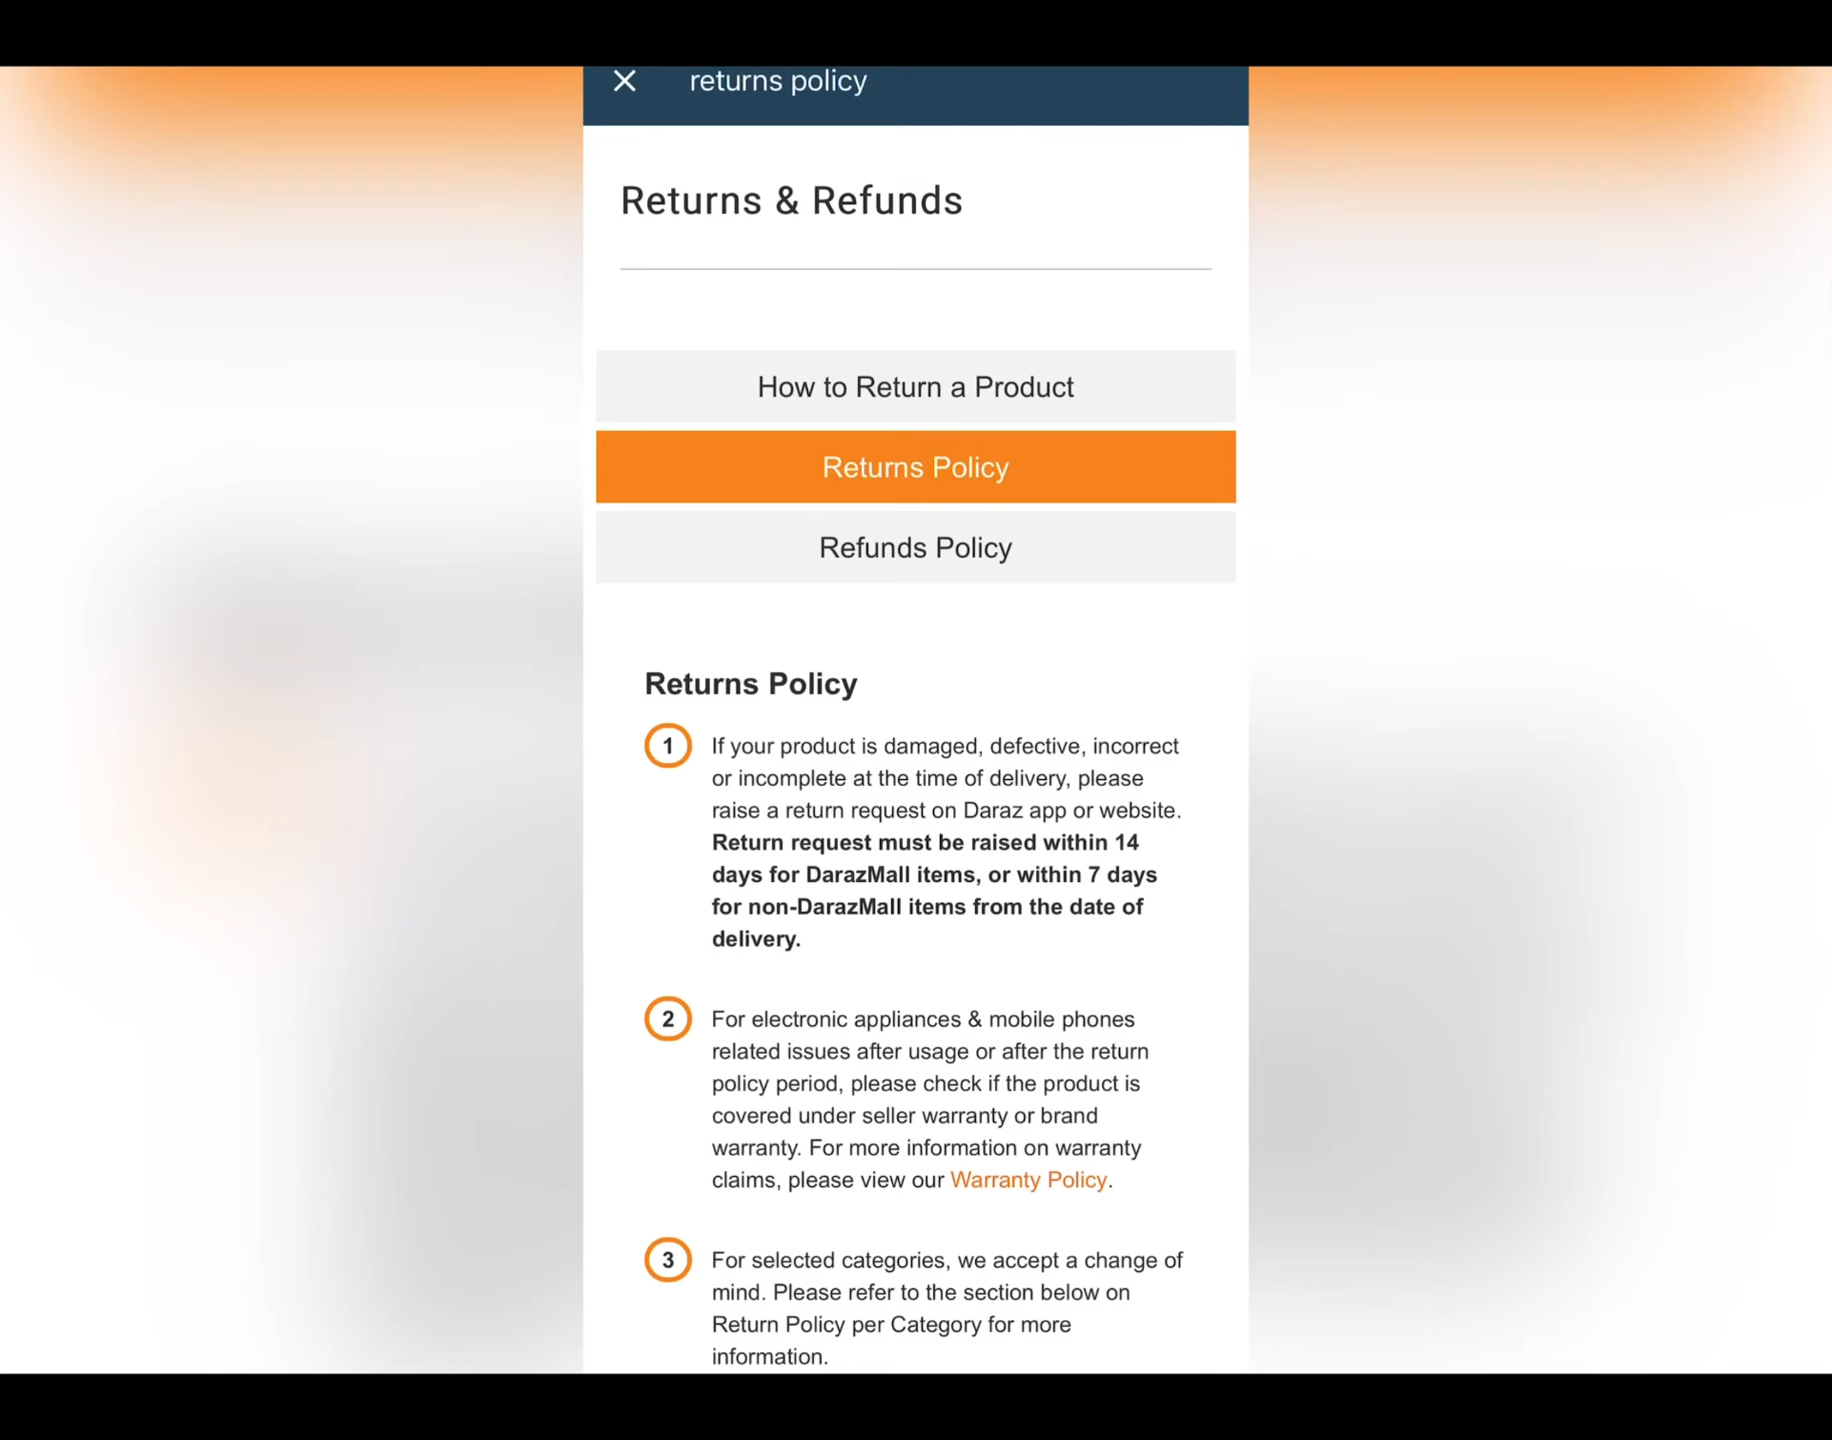 returns policy
Returns & Refunds
How to Return a Product
Returns Policy
Refunds Policy
Returns Policy
1 If your product is damaged, defective, incorrect
or incomplete at the time of delivery, please
raise a return request on Daraz app or website.
Return request must be raised within 14
days for DarazMall items, or within 7 days
for non-DarazMall items from the date of
delivery.
2 For electronic appliances & mobile phones
related issues after usage or after the return
policy period, please check if the product is
covered under seller warranty or brand
warranty. For more information on warranty
claims, please view our Warranty Policy.
3 For selected categories, we accept a change of
mind. Please refer to the section below on
Return Policy per Category for more
information.